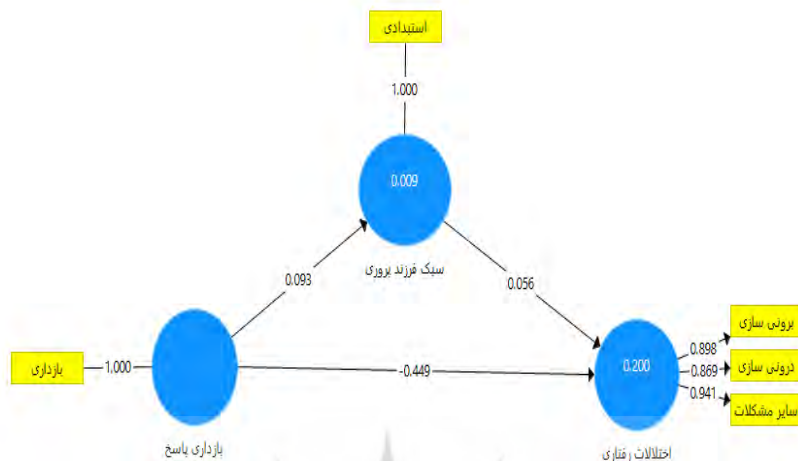 استبدادی
1.000
0.009
سبک فرزند پروری
0.093
0.056
برونی سازی
0.898
بازداری
1.000
-0.449
0.200
0.869
درونی سازی
0.941
سایر مشکلات
بازداری پاسخ
اختلالات رفتاری